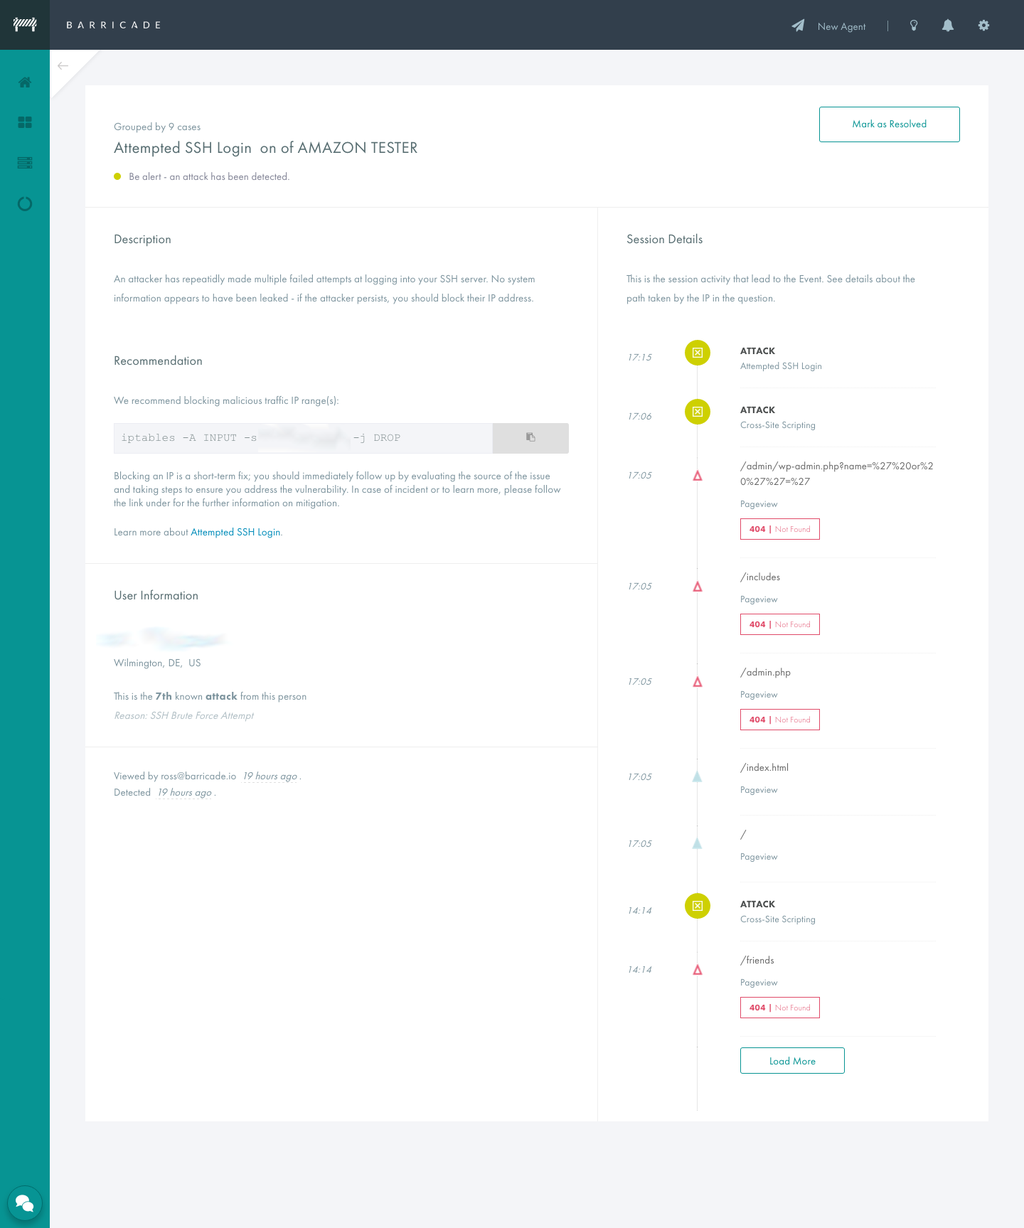 BARRICADE
New Agent
Grouped by 9 cases
Attempted SSH Login on of AMAZON TESTER
Be alert - an attack has been detected.
Mark as Resolved
Description
An attacker has repeatidly made multiple failed attempts at logging into your SSH server. No system
information appears to have been leaked - if the attacker persists, you should block their IP address.
Recommendation
We recommend blocking malicious traffic IP range(s):
iptables -A INPUT -s
-j DROP
Blocking an IP is a short-term fix; you should immediately follow up by evaluating the source of the issue
and taking steps to ensure you address the vulnerability. In case of incident or to learn more, please follow
the link under for the further information on mitigation.
Learn more about Attempted SSH Login.
User Information
Wilmington, DE, US
This is the 7th known attack from this person
Reason: SSH Brute Force Attempt
Viewed by ross@barricade.io 19 hours ago .
Detected 19 hours ago .
Session Details
This is the session activity that lead to the Event. See details about the
path taken by the IP in the question.
17:15
ATTACK
Attempted SSH Login
17:06
ATTACK
Cross-Site Scripting
17:05
/admin/wp-admin.php?name=%27%20or%2
0%27%27=%27
Pageview
404 | Not Found
17:05
/includes
Pageview
404 | Not Found
17:05
/admin.php
Pageview
404 | Not Found
17:05
/index.html
Pageview
17:05
/
Pageview
14:14
ATTACK
Cross-Site Scripting
14:14
/friends
Pageview
404 | Not Found
Load More